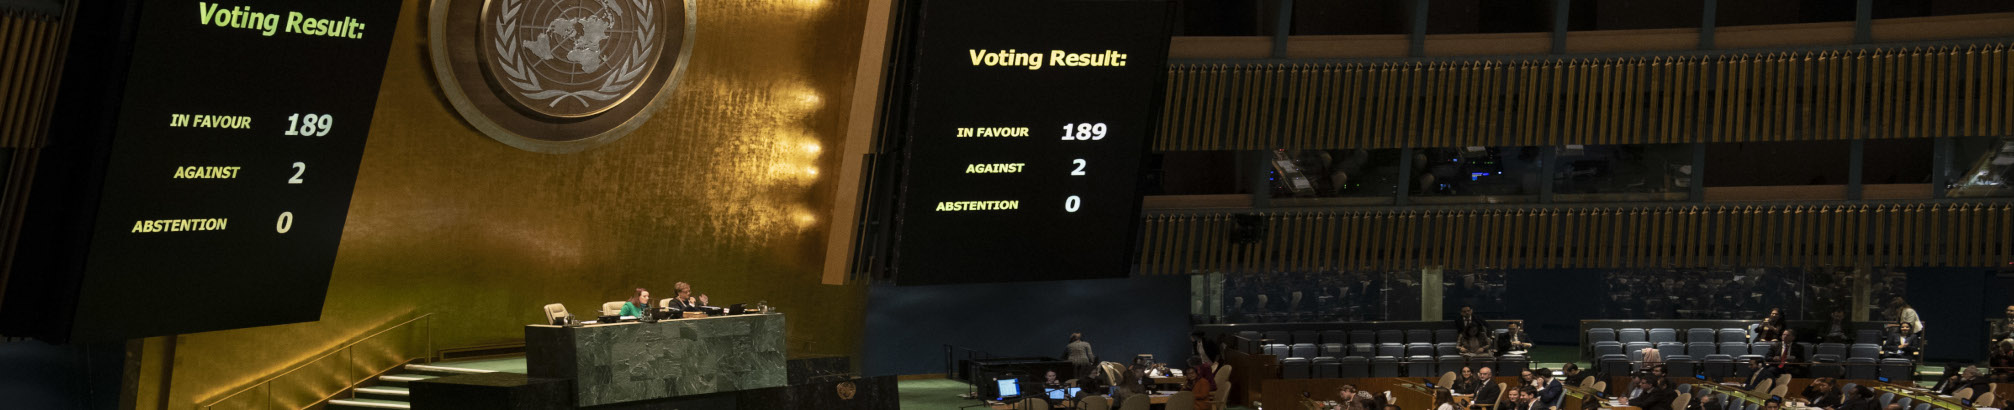 Voting Result:
IN FAVOUR 189
AGAINST 2
ABSTENTION 0
Voting Result:
IN FAVOUR 189
AGAINST 2
ABSTENTION 0